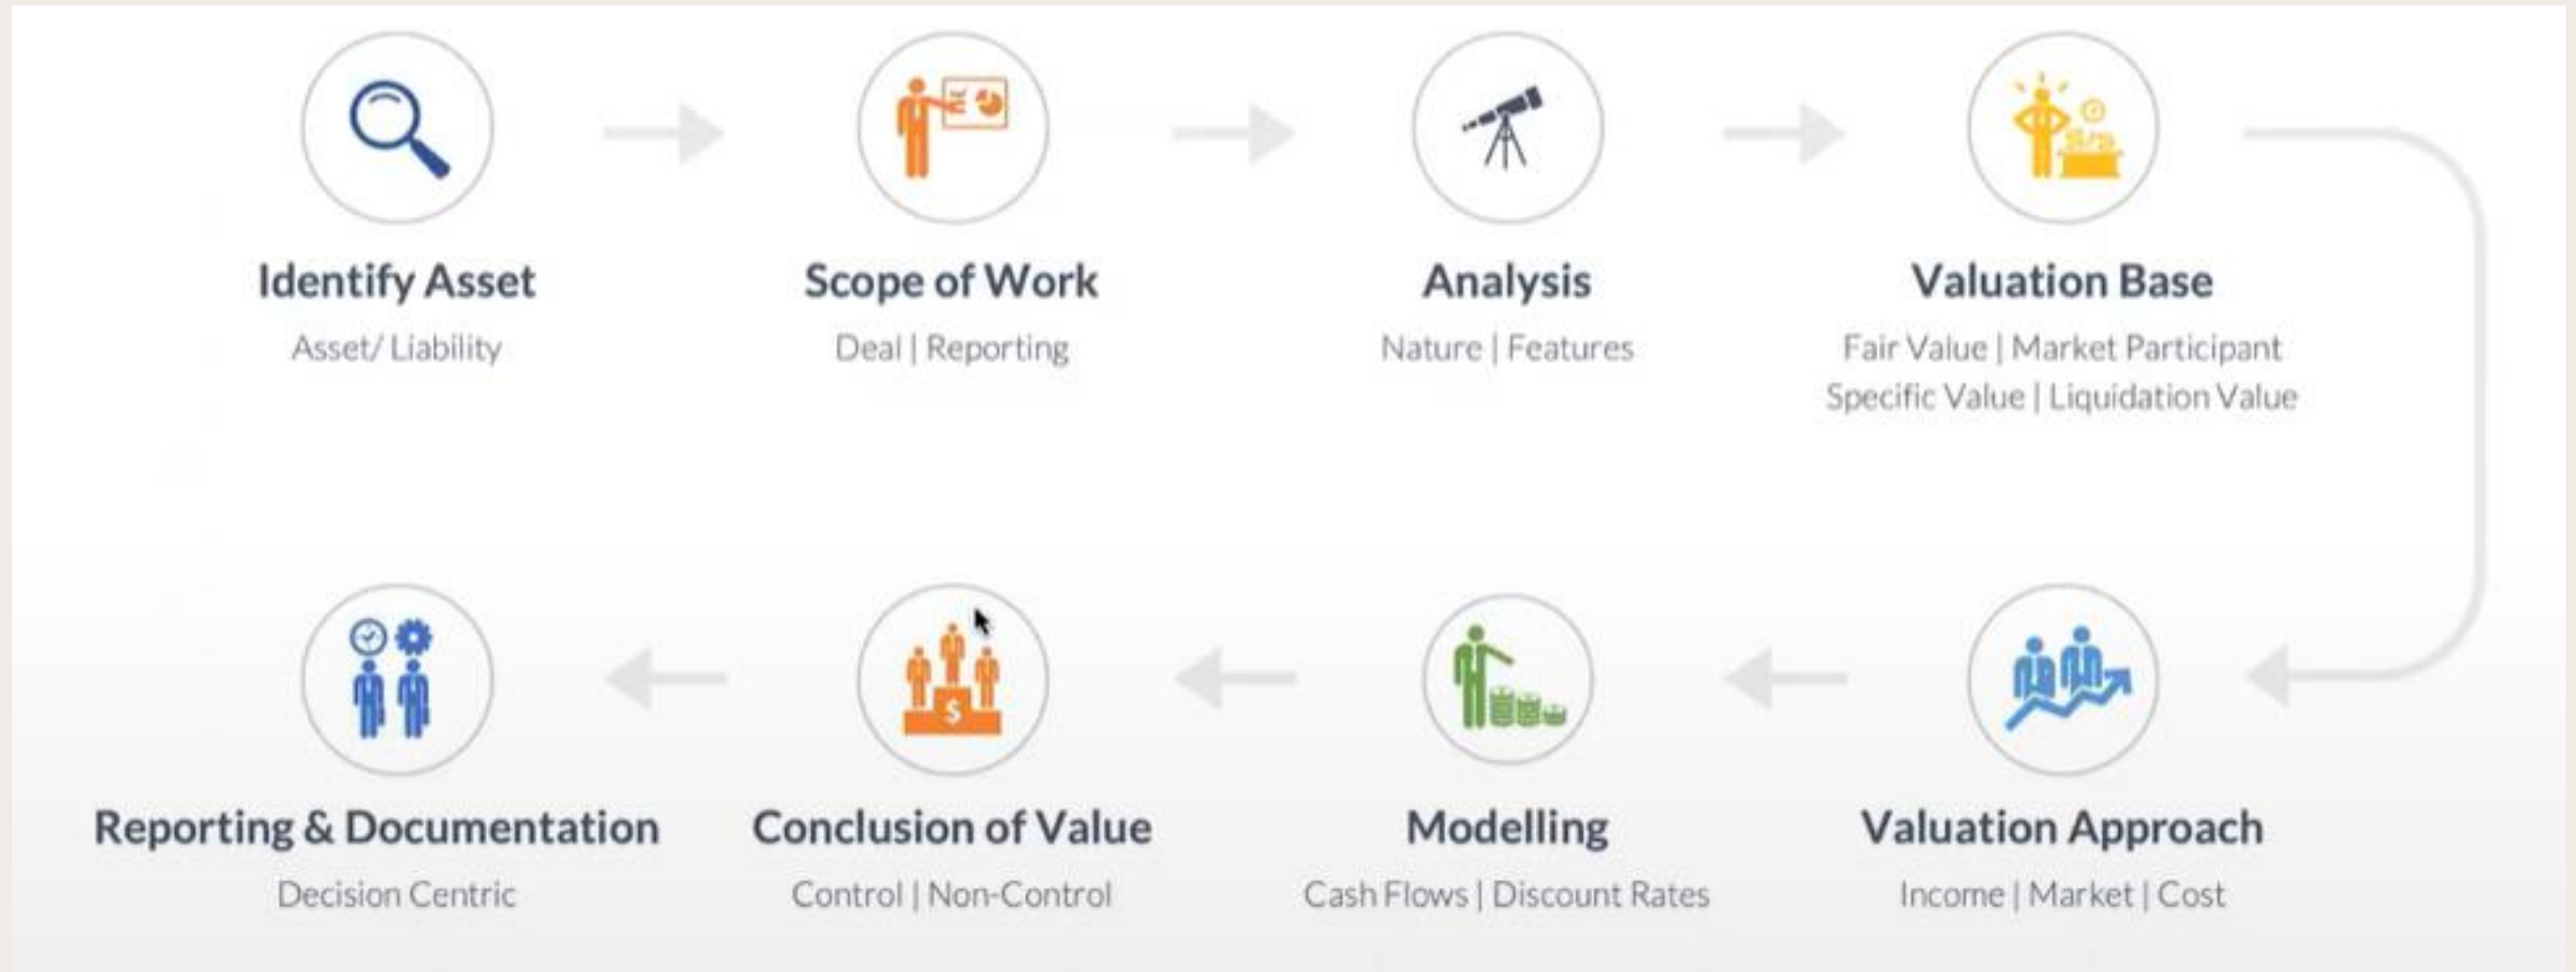 Identify Asset
Asset/ Liability
Scope of Work
Deal | Reporting
Analysis
Nature | Features
Valuation Base
Fair Value | Market Participant
Specific Value | Liquidation Value
Valuation Approach
Income | Market | Cost
Modelling
Cash Flows | Discount Rates
Conclusion of Value
$
Control | Non-Control
Reporting & Documentation
Decision Centric